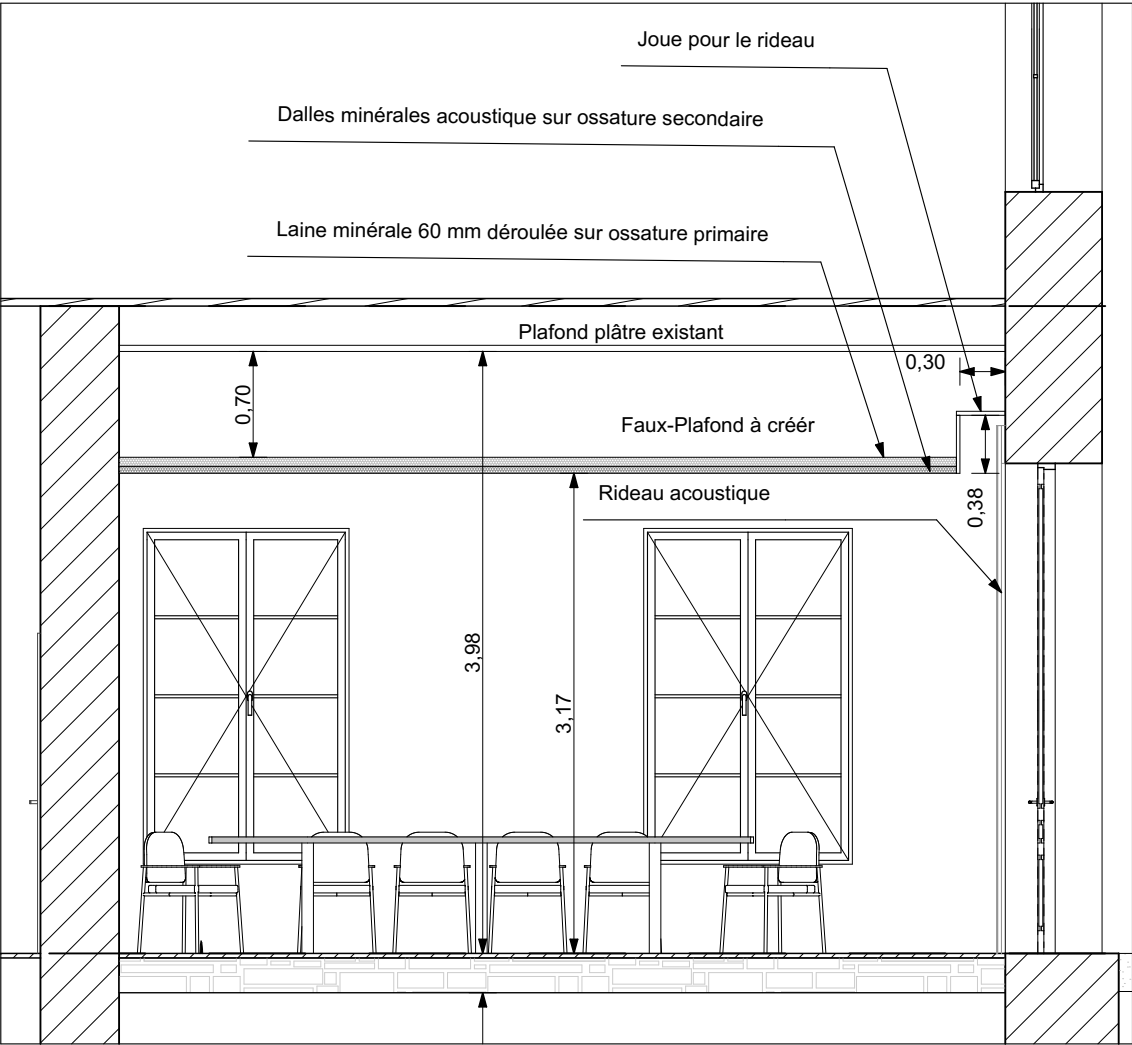 Joue pour le rideau
Dalles minérales acoustique sur ossature secondaire
Laine minérale 60 mm déroulée sur ossature primaire
Plafond plâtre existant
0,30
0,70
Faux-Plafond à créér
Rideau acoustique
0,38
3,98
3,17